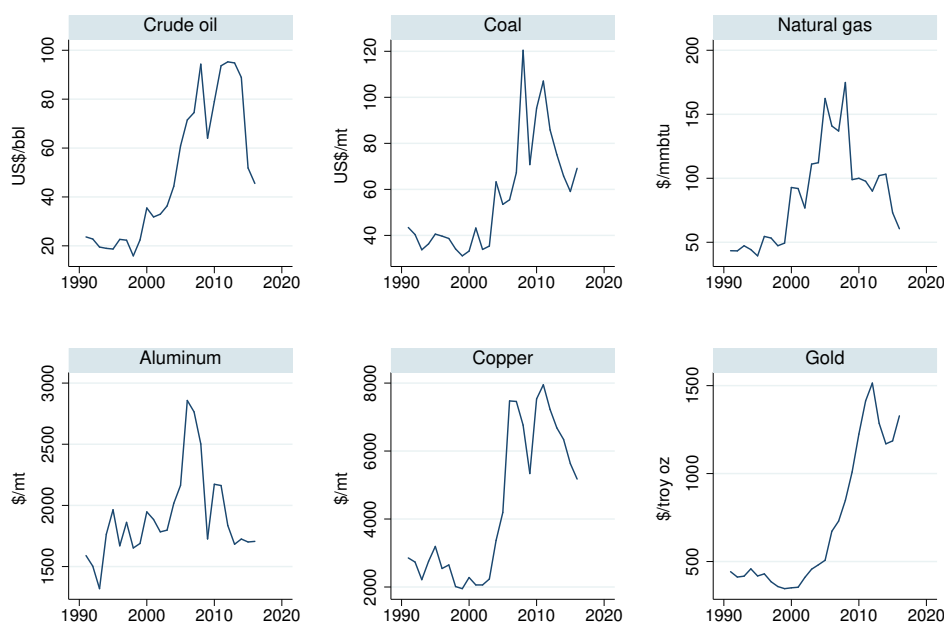 Crude oil
US$/bbl
100
80
60
40
20
1990 2000 2010 2020
Coal
US$/mt
120
100
80
60
40
1990 2000 2010 2020
Natural gas
$/mmbtu
200
150
100
50
1990 2000 2010 2020
Aluminum
$/mt
3000
2500
2000
1500
1990 2000 2010 2020
Copper
$/mt
8000
6000
4000
2000
1990 2000 2010 2020
Gold
$/troy oz
1500
1000
500
1990 2000 2010 2020